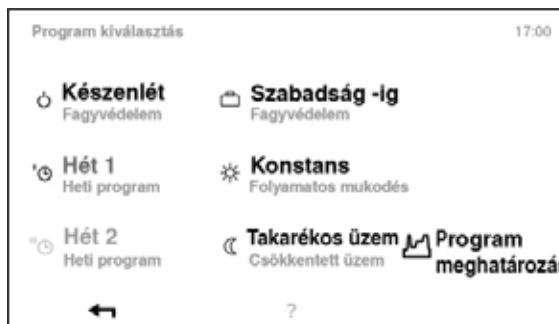 Program kiválasztás 17:00
Készenlét
Fagyvédelem
Szabadság -ig
Fagyvédelem
Hét 1
Heti program
Konstans
Folyamatos mukodés
Hét 2
Heti program
Takarékos üzem
Csökkentett üzem
Program
meghatározá
?